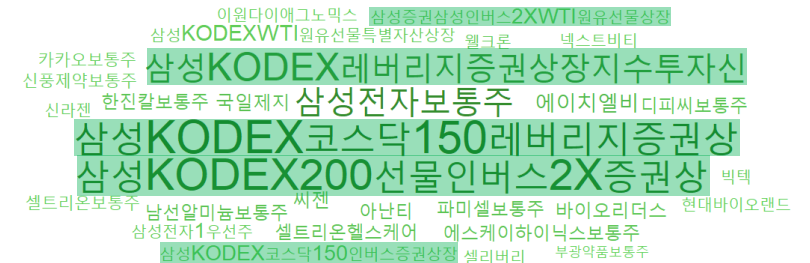 이원다이애그노믹스 삼성증권삼성인버스2XWTI원유선물상장
삼성KODEXWTI원유선물특별자산상장 웰크론 넥스트비티
카카오보통주 삼성KODEX레버리지증권상장지수투자신
신풍제약보통주
신라젠 한진칼보통주 국일제지 삼성전자보통주 에이치엘비 디피씨보통주
삼성KODEX코스닥150레버리지증권상
삼성KODEX200선물인버스2X증권상 빅텍
셀트리온보통주 남선알미늄보통주 씨젠 아난티 파미셀보통주 바이오리더스 현대바이오랜드
삼성전자1우선주 셀트리온헬스케어 에스케이하이닉스보통주
삼성KODEX코스닥150인버스증권상장 셀리버리 부광약품보통주